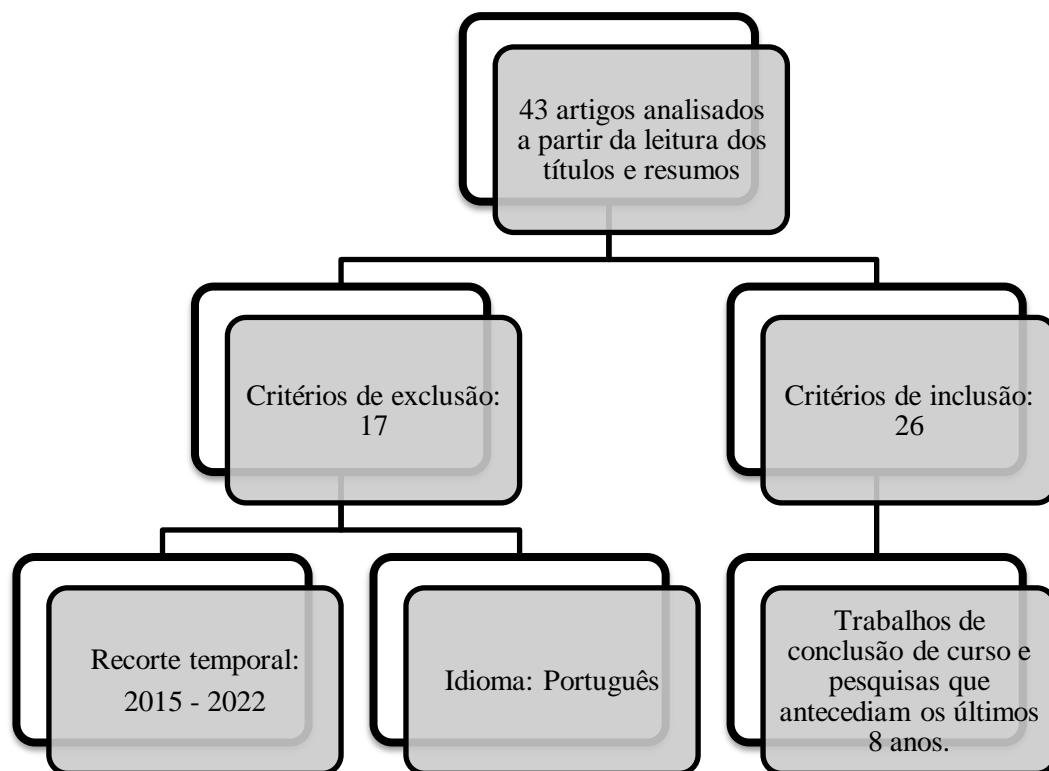 43 artigos analisados
a partir da leitura dos
títulos e resumos
Critérios de exclusão:
17
Critérios de inclusão:
26
Recorte temporal:
2015 - 2022
Idioma: Português
Trabalhos de
conclusão de curso e
pesquisas que
antecediam os últimos
8 anos.